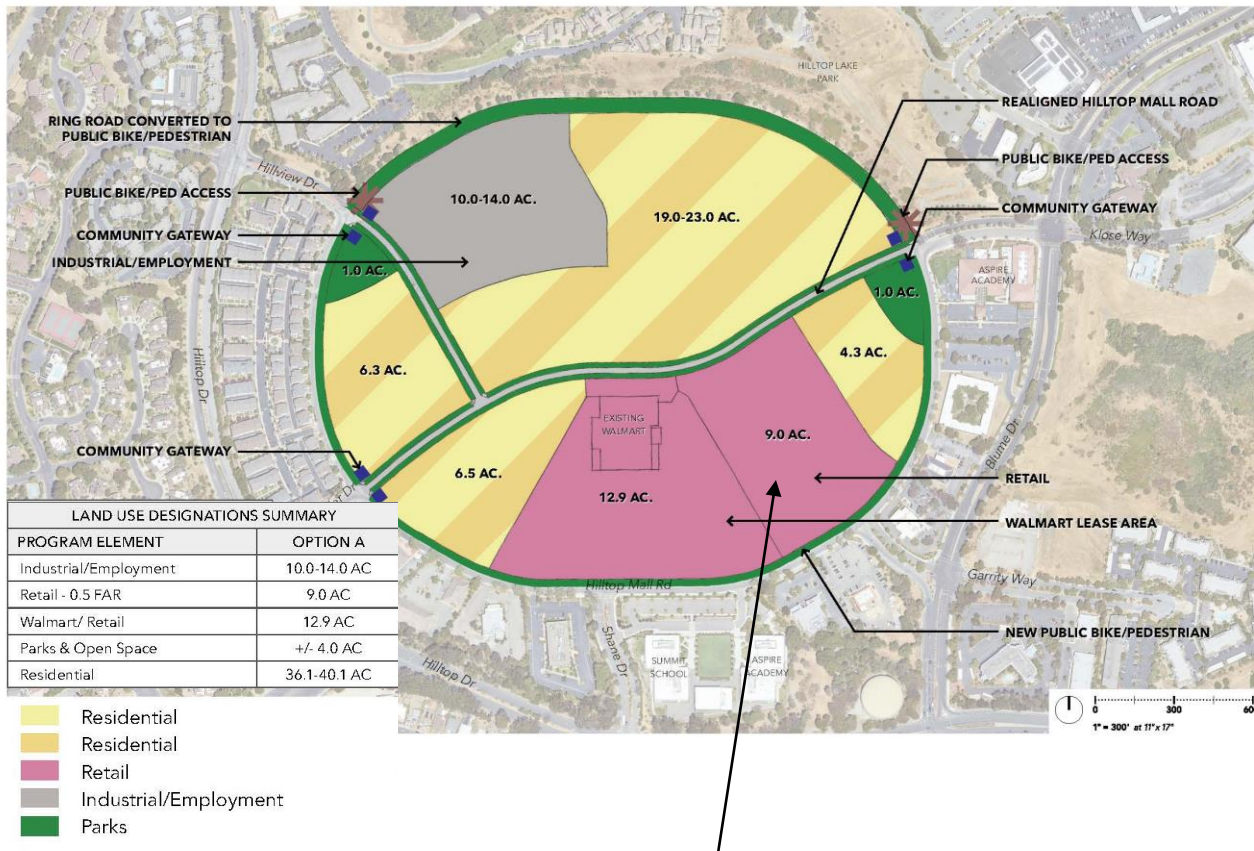 HILLTOP LAKE
PARK
RING ROAD CONVERTED TO
PUBLIC BIKE/PEDESTRIAN
REALIGNED HILLTOP MALL ROAD
Hillview Dr
PUBLIC BIKE/PED ACCESS
PUBLIC BIKE/PED ACCESS
10.0-14.0 AC.
19.0-23.0 AC.
COMMUNITY GATEWAY
COMMUNITY GATEWAY
Klose Way
INDUSTRIAL/EMPLOYMENT
1.0 AC.
ASPIRE
ACADEMY
1.0 AC.
Hilltop Dr
6.3 AC.
4.3 AC.
EXISTING
WALMART
9.0 AC.
Blume Dr
COMMUNITY GATEWAY
6.5 AC.
RETAIL
12.9 AC.
WALMART LEASE AREA
LAND USE DESIGNATIONS SUMMARY
PROGRAM ELEMENT OPTION A
Industrial/Employment 10.0-14.0 AC
Retail - 0.5 FAR 9.0 AC
Walmart/ Retail 12.9 AC
Parks & Open Space +/- 4.0 AC
Residential 36.1-40.1 AC
Hilltop Mall Rd
Garrity Way
Shane Dr
NEW PUBLIC BIKE/PEDESTRIAN
Hilltop Dr
SUMMIT
SCHOOL
ASPIRE
ACADEMY
0 300
1" = 300' at 11"x 17"
Residential
Residential
Retail
Industrial/Employment
Parks